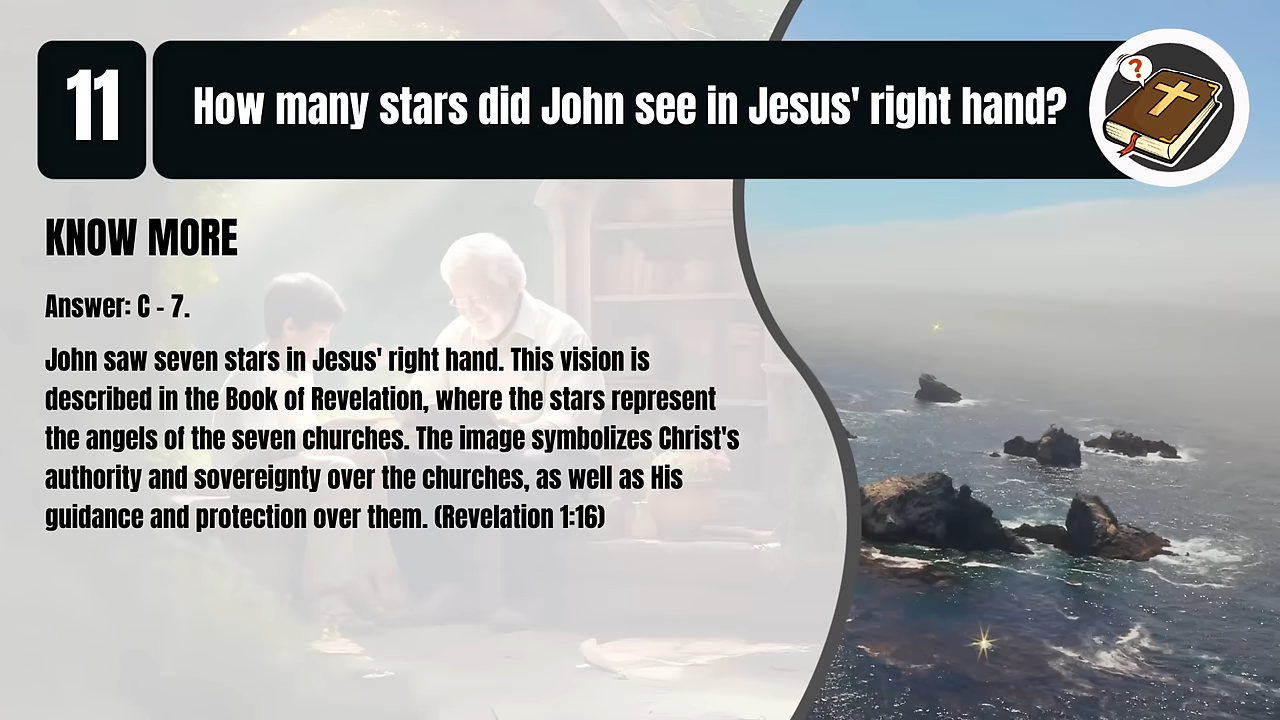 11
How many stars did John see in Jesus' right hand?
?
KNOW MORE
Answer: C - 7.
John saw seven stars in Jesus' right hand. This vision is
described in the Book of Revelation, where the stars represent
the angels of the seven churches. The image symbolizes Christ's
authority and sovereignty over the churches, as well as His
guidance and protection over them. (Revelation 1:16)